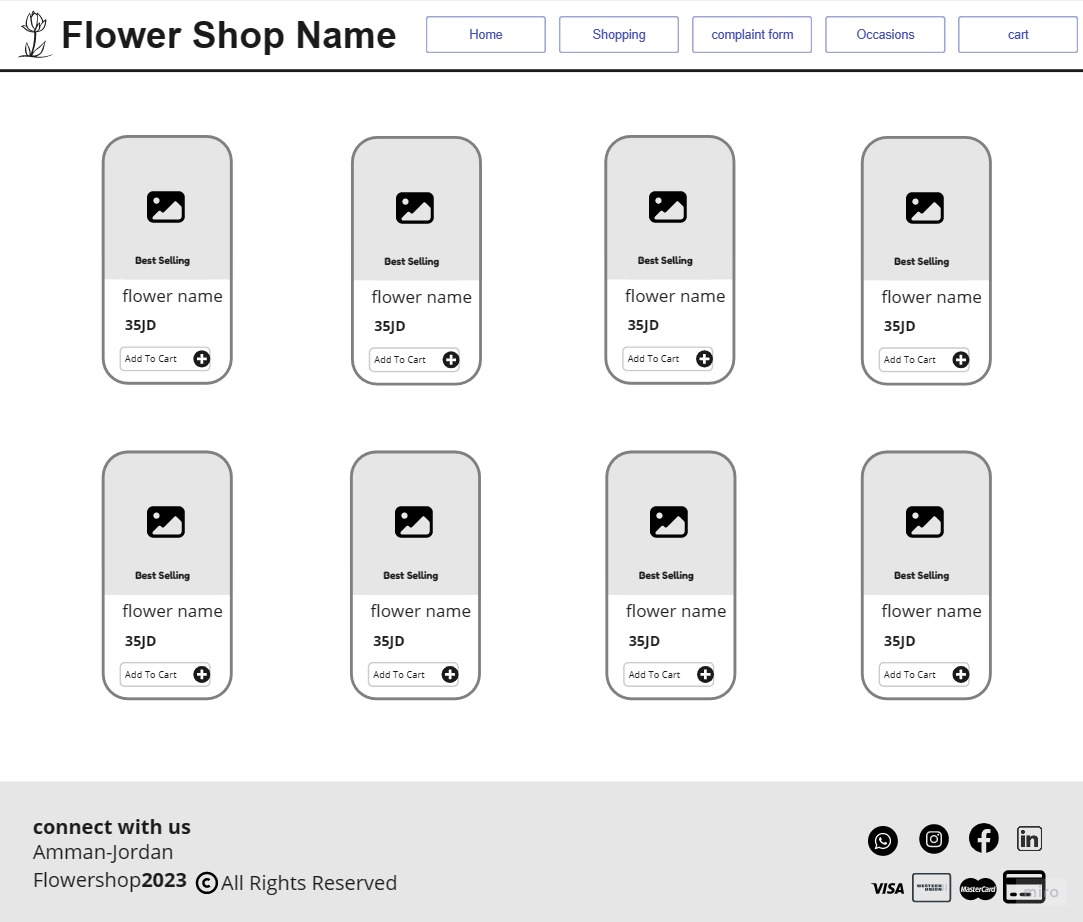 Flower Shop Name
Home
Shopping
complaint form
Occasions
cart
Best Selling
flower name
35JD
Add To Cart
Best Selling
flower name
35JD
Add To Cart
Best Selling
flower name
35JD
Add To Cart
Best Selling
flower name
35JD
Add To Cart
Best Selling
flower name
35JD
Add To Cart
Best Selling
flower name
35JD
Add To Cart
Best Selling
flower name
35JD
Add To Cart
Best Selling
flower name
35JD
Add To Cart
connect with us
Amman-Jordan
Flowershop2023 © All Rights Reserved
in
VISA
WESTERN UNION
MasterCard
miro